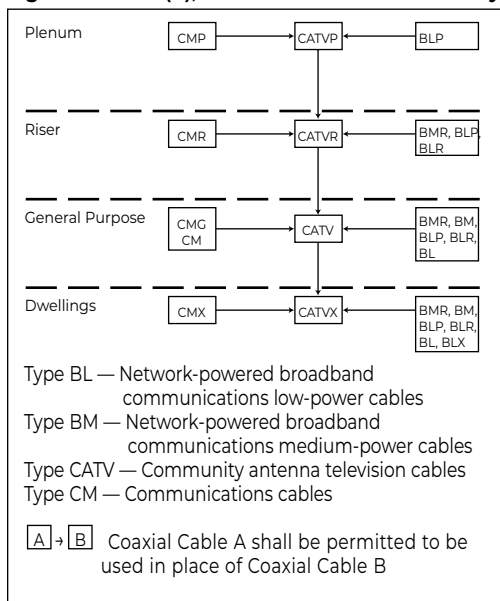 Plenum
CMP
CATVP
BLP
Riser
CMR
CATVR
BMR, BLP,
BLR
General Purpose
CMG
CM
CATV
BMR, BM,
BLP, BLR,
BL
Dwellings
CMX
CATVX
BMR, BM,
BLP, BLR,
BL, BLX
Type BL — Network-powered broadband
communications low-power cables
Type BM — Network-powered broadband
communications medium-power cables
Type CATV — Community antenna television cables
Type CM — Communications cables
A → B Coaxial Cable A shall be permitted to be
used in place of Coaxial Cable B